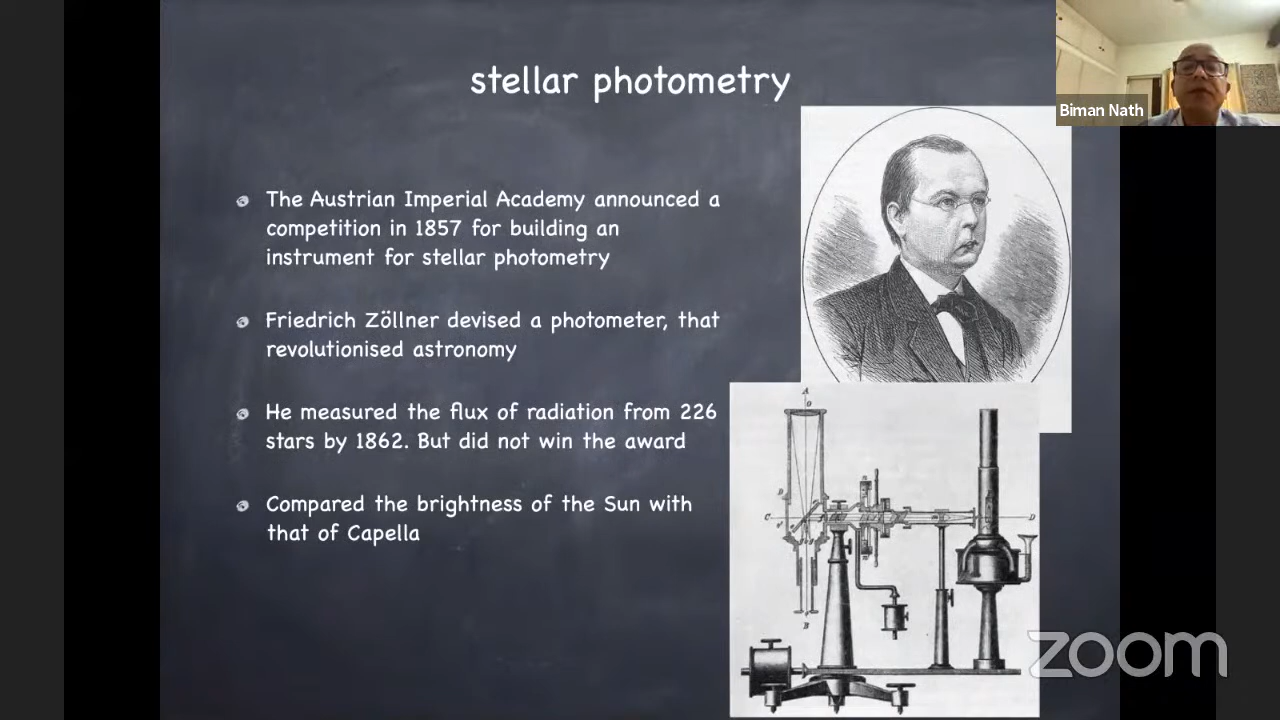 stellar photometry
Biman Nath
The Austrian Imperial Academy announced a
competition in 1857 for building an
instrument for stellar photometry
Friedrich Zöllner devised a photometer, that
revolutionised astronomy
He measured the flux of radiation from 226
stars by 1862. But did not win the award
Compared the brightness of the Sun with
that of Capella
A
O
C
D
B
zoom